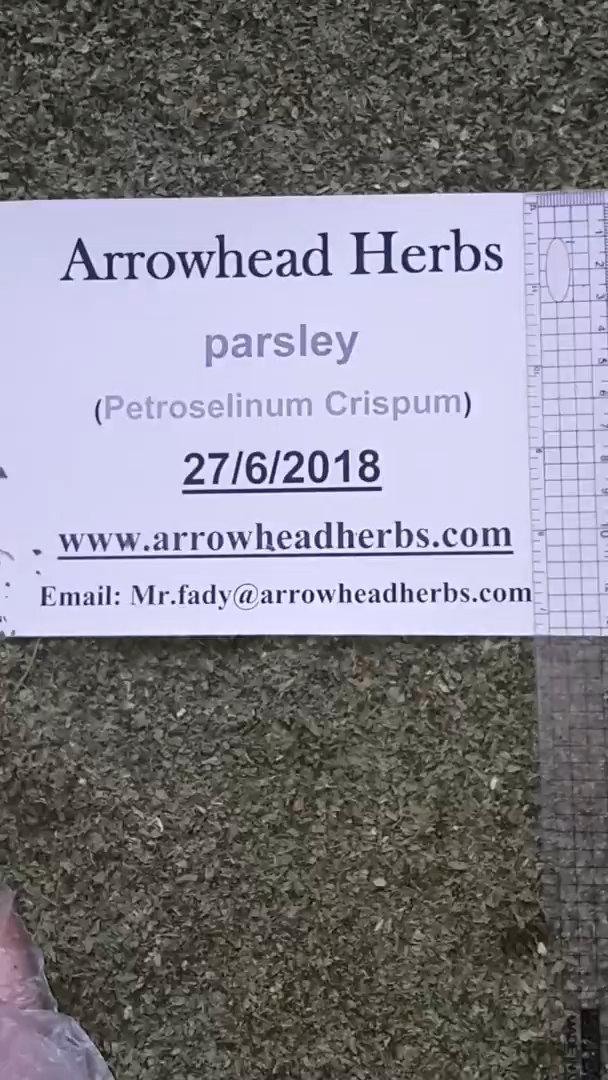 Arrowhead Herbs
parsley
(Petroselinum Crispum)
27/6/2018
www.arrowheadherbs.com
Email: Mr.fady@arrowheadherbs.com